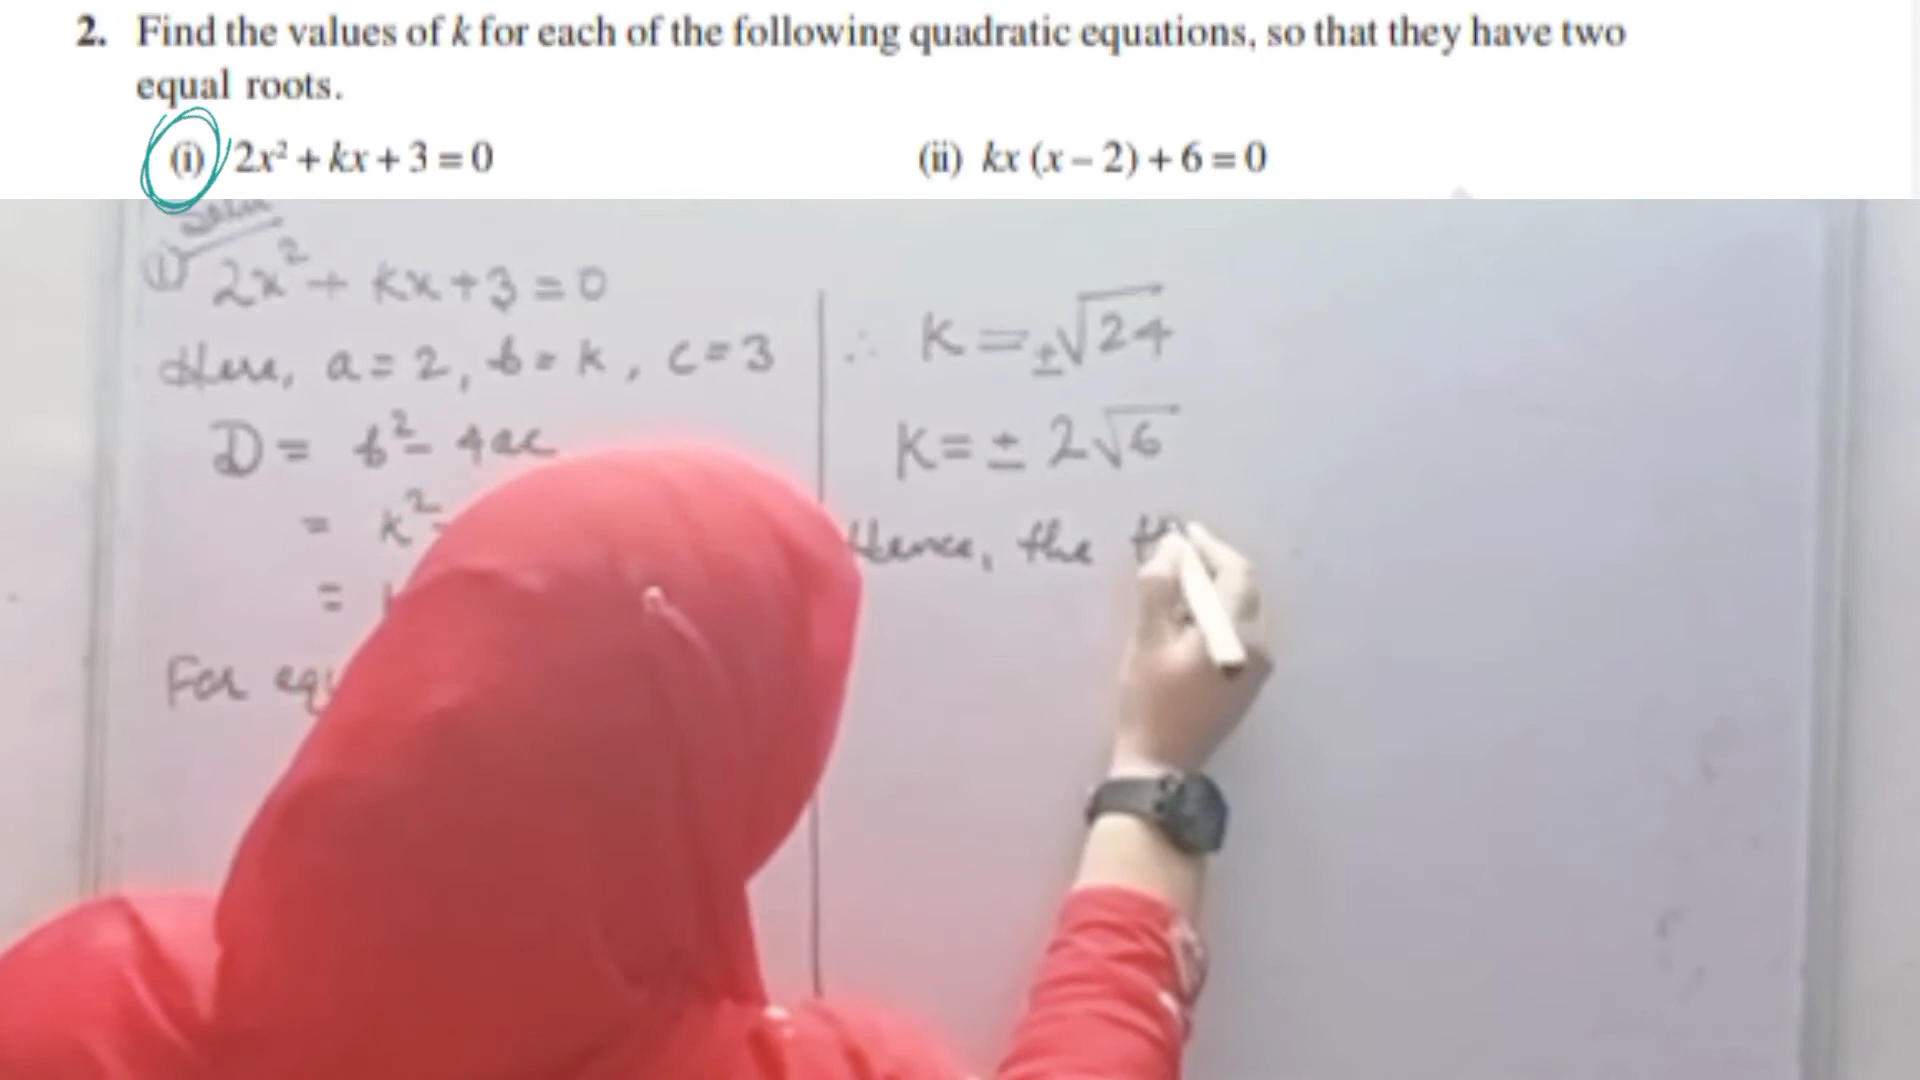 2. Find the values of k for each of the following quadratic equations, so that they have two
equal roots.
(i) 2x² + kx + 3 = 0
(ii) kx (x – 2) + 6 = 0
Soln
(i) 2x² + kx + 3 = 0
Here, a = 2, b = k, c = 3
D = b² - 4ac
= k² -
=
For
∴ K = ±√24
K = ± 2√6
Hence, the